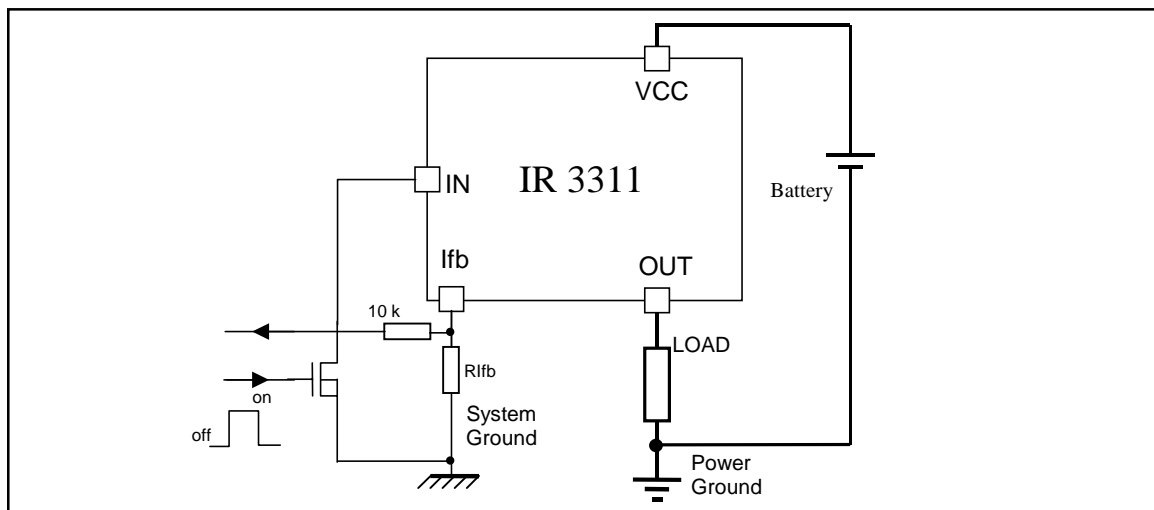 VCC
IR 3311
IN
Battery
Ifb
OUT
10 k
LOAD
RIfb
on
off
System
Ground
Power
Ground